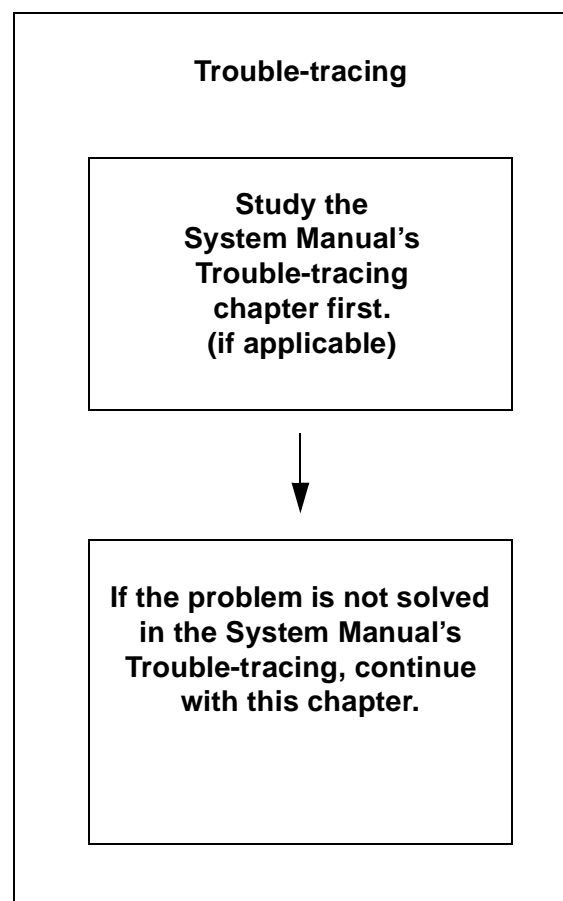 Trouble-tracing
Study the
System Manual’s
Trouble-tracing
chapter first.
(if applicable)
If the problem is not solved
in the System Manual’s
Trouble-tracing, continue
with this chapter.